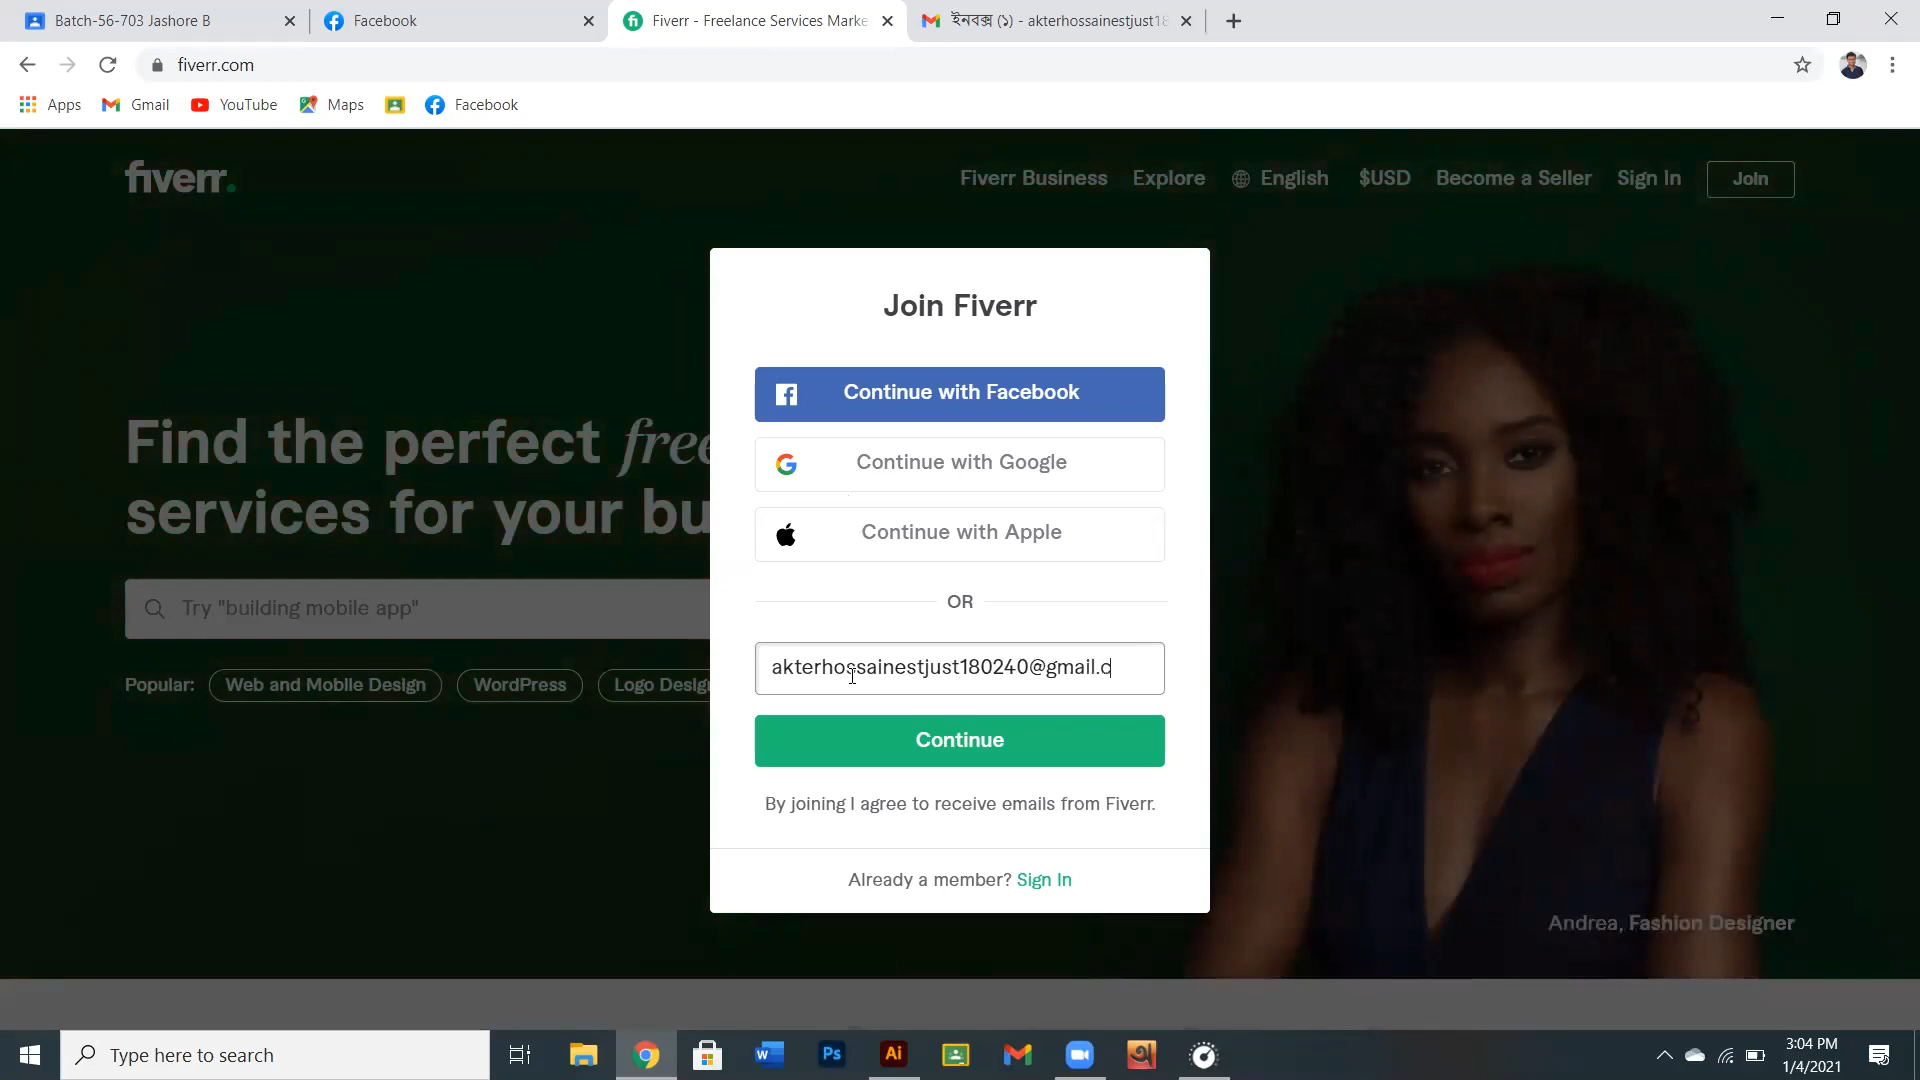 Batch-56-703 Jashore B
Facebook
Fiverr - Freelance Services Marke
ইনবক্স (১) - akterhossainestjust18
fiverr.com
Apps
Gmail
YouTube
Maps
Facebook
fiverr.
Fiverr Business
Explore
English
$USD
Become a Seller
Sign In
Join
Join Fiverr
Continue with Facebook
Find the perfect free
Continue with Google
services for your bu
Continue with Apple
OR
Try "building mobile app"
akterhossainestjust180240@gmail.c
Popular:
Web and Mobile Design
WordPress
Logo Desig
Continue
By joining I agree to receive emails from Fiverr.
Already a member? Sign In
Andrea, Fashion Designer
Type here to search
3:04 PM
1/4/2021